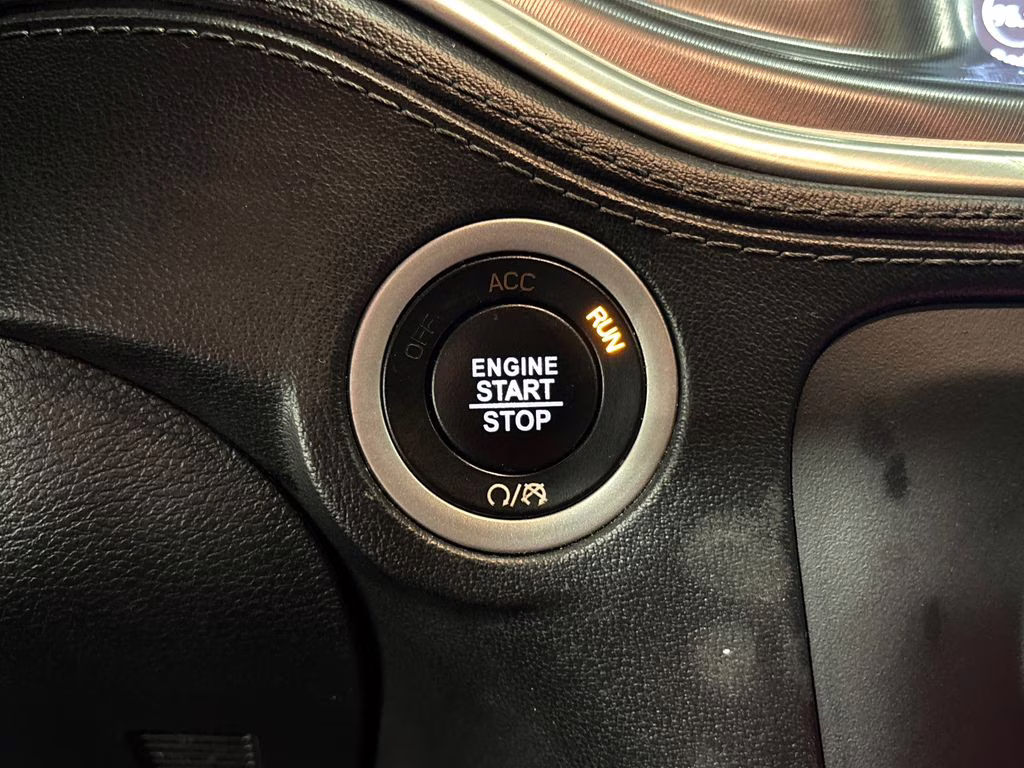 ACC
OFF
RUN
ENGINE
START
STOP